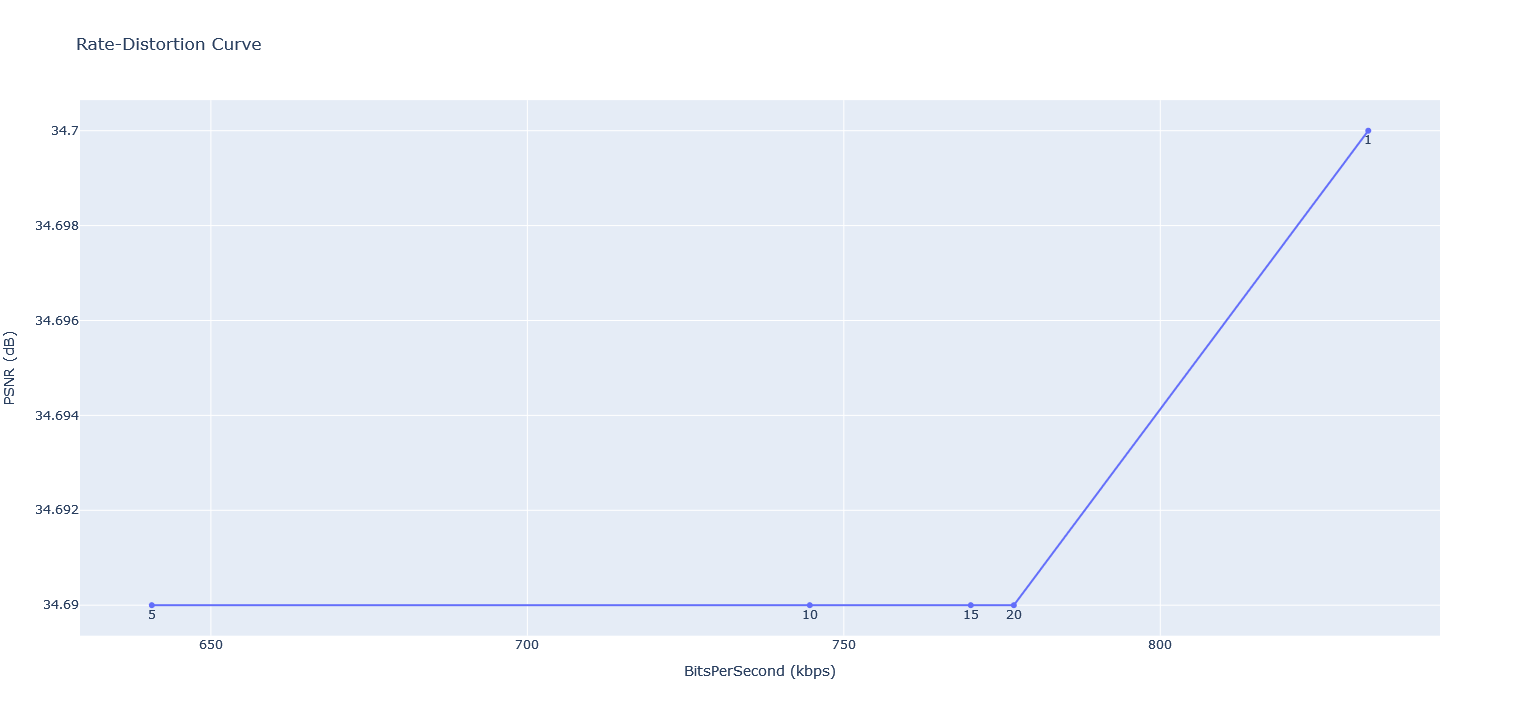 Rate-Distortion Curve
34.7
1
34.698
34.696
PSNR (dB)
34.694
34.692
34.69
5 10 15 20
650 700 750 800
BitsPerSecond (kbps)